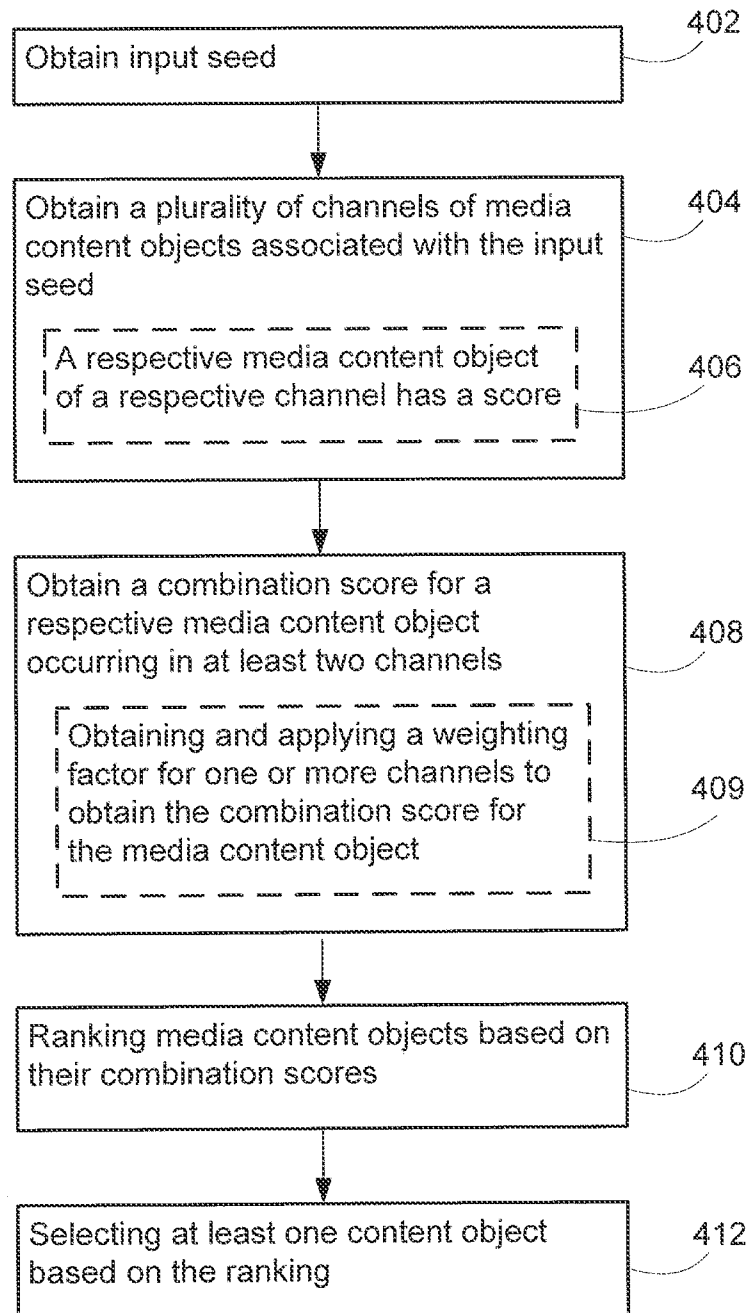 Obtain input seed
402
Obtain a plurality of channels of media
content objects associated with the input
seed
404
A respective media content object
of a respective channel has a score
406
Obtain a combination score for a
respective media content object
occurring in at least two channels
408
Obtaining and applying a weighting
factor for one or more channels to
obtain the combination score for
the media content object
409
Ranking media content objects based on
their combination scores
410
Selecting at least one content object
based on the ranking
412